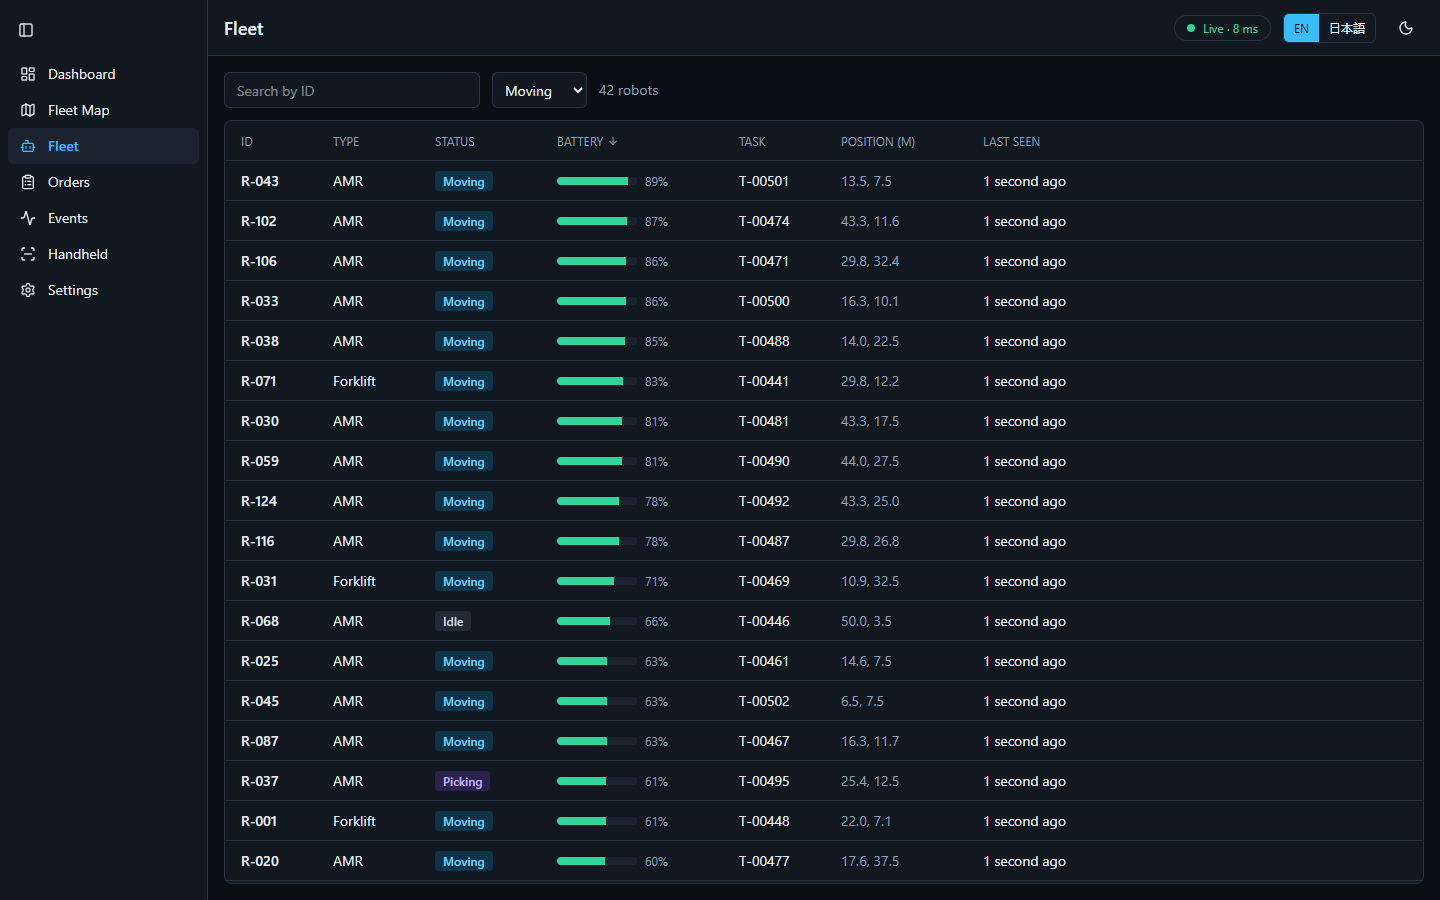 Fleet
Live · 8 ms
EN
日本語
Dashboard
Fleet Map
Fleet
Orders
Events
Handheld
Settings
Search by ID
Moving
42 robots
ID TYPE STATUS BATTERY ↓ TASK POSITION (M) LAST SEEN
R-043 AMR Moving 89% T-00501 13.5, 7.5 1 second ago
R-102 AMR Moving 87% T-00474 43.3, 11.6 1 second ago
R-106 AMR Moving 86% T-00471 29.8, 32.4 1 second ago
R-033 AMR Moving 86% T-00500 16.3, 10.1 1 second ago
R-038 AMR Moving 85% T-00488 14.0, 22.5 1 second ago
R-071 Forklift Moving 83% T-00441 29.8, 12.2 1 second ago
R-030 AMR Moving 81% T-00481 43.3, 17.5 1 second ago
R-059 AMR Moving 81% T-00490 44.0, 27.5 1 second ago
R-124 AMR Moving 78% T-00492 43.3, 25.0 1 second ago
R-116 AMR Moving 78% T-00487 29.8, 26.8 1 second ago
R-031 Forklift Moving 71% T-00469 10.9, 32.5 1 second ago
R-068 AMR Idle 66% T-00446 50.0, 3.5 1 second ago
R-025 AMR Moving 63% T-00461 14.6, 7.5 1 second ago
R-045 AMR Moving 63% T-00502 6.5, 7.5 1 second ago
R-087 AMR Moving 63% T-00467 16.3, 11.7 1 second ago
R-037 AMR Picking 61% T-00495 25.4, 12.5 1 second ago
R-001 Forklift Moving 61% T-00448 22.0, 7.1 1 second ago
R-020 AMR Moving 60% T-00477 17.6, 37.5 1 second ago